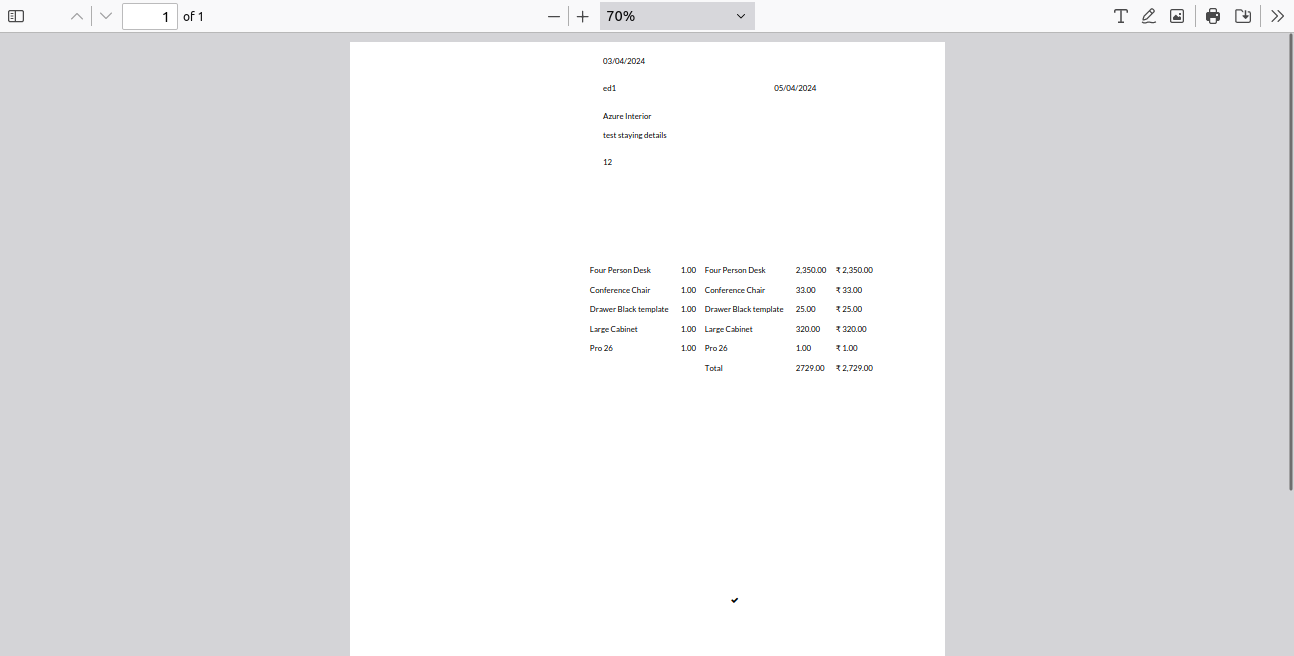 1 of 1 70%
03/04/2024
ed1 05/04/2024
Azure Interior
test staying details
12
Four Person Desk 1.00 Four Person Desk 2,350.00 ₹ 2,350.00
Conference Chair 1.00 Conference Chair 33.00 ₹ 33.00
Drawer Black template 1.00 Drawer Black template 25.00 ₹ 25.00
Large Cabinet 1.00 Large Cabinet 320.00 ₹ 320.00
Pro 26 1.00 Pro 26 1.00 ₹ 1.00
Total 2729.00 ₹ 2,729.00